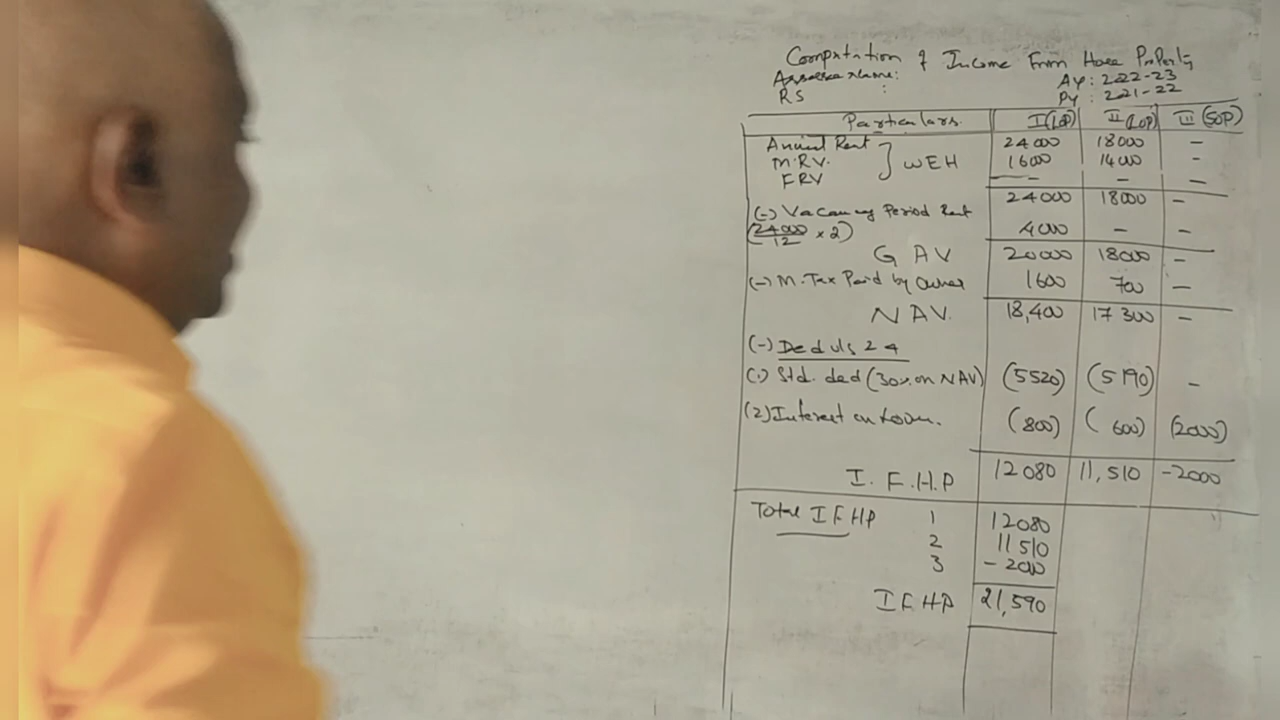 Computation of Income From House Property
Assessee name: AY: 2022-23
RS : PY: 2021-22
Particulars. I (LOP) II (LOP) III (SOP)
Annual Rent 24000 18000 -
M.R.V. } WEH 16000 14000 -
FRV - - -
24000 18000 -
(-) Vacancy Period Rent
(24000/12 x 2) 4000 - -
G A V 20000 18000 -
(-) M. Tax Paid by Owner 1600 700 -
N A V. 18,400 17300 -
(-) Ded u/s 24
(1) Std. ded (30% on NAV) (5520) (5190) -
(2) Interest on Loan. (800) (600) (2000)
I. F.H.P 12080 11,510 -2000
Total IFHP 1 12080
2 11510
3 - 2000
IFHP 21,590